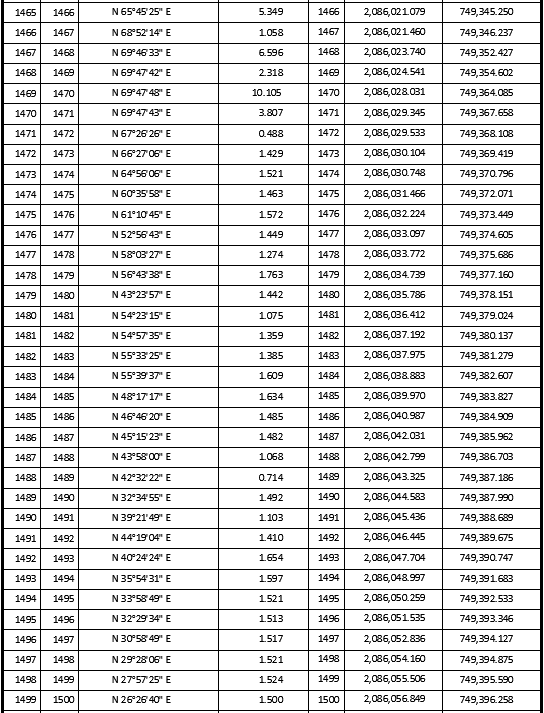 1465 1466 N 65°45'25" E 5.349 1466 2,086,021.079 749,345.250
1466 1467 N 68°52'14" E 1.058 1467 2,086,021.460 749,346.237
1467 1468 N 69°46'33" E 6.596 1468 2,086,023.740 749,352.427
1468 1469 N 69°47'42" E 2.318 1469 2,086,024.541 749,354.602
1469 1470 N 69°47'48" E 10.105 1470 2,086,028.031 749,364.085
1470 1471 N 69°47'43" E 3.807 1471 2,086,029.345 749,367.658
1471 1472 N 67°26'26" E 0.488 1472 2,086,029.533 749,368.108
1472 1473 N 66°27'06" E 1.429 1473 2,086,030.104 749,369.419
1473 1474 N 64°56'06" E 1.521 1474 2,086,030.748 749,370.796
1474 1475 N 60°35'58" E 1.463 1475 2,086,031.466 749,372.071
1475 1476 N 61°10'45" E 1.572 1476 2,086,032.224 749,373.449
1476 1477 N 52°56'43" E 1.449 1477 2,086,033.097 749,374.605
1477 1478 N 58°03'27" E 1.274 1478 2,086,033.772 749,375.686
1478 1479 N 56°43'38" E 1.763 1479 2,086,034.739 749,377.160
1479 1480 N 43°23'57" E 1.442 1480 2,086,035.786 749,378.151
1480 1481 N 54°23'15" E 1.075 1481 2,086,036.412 749,379.024
1481 1482 N 54°57'35" E 1.359 1482 2,086,037.192 749,380.137
1482 1483 N 55°33'25" E 1.385 1483 2,086,037.975 749,381.279
1483 1484 N 55°39'37" E 1.609 1484 2,086,038.883 749,382.607
1484 1485 N 48°17'17" E 1.634 1485 2,086,039.970 749,383.827
1485 1486 N 46°46'20" E 1.485 1486 2,086,040.987 749,384.909
1486 1487 N 45°15'23" E 1.482 1487 2,086,042.031 749,385.962
1487 1488 N 43°58'00" E 1.068 1488 2,086,042.799 749,386.703
1488 1489 N 42°32'22" E 0.714 1489 2,086,043.325 749,387.186
1489 1490 N 32°34'55" E 1.492 1490 2,086,044.583 749,387.990
1490 1491 N 39°21'49" E 1.103 1491 2,086,045.436 749,388.689
1491 1492 N 44°19'04" E 1.410 1492 2,086,046.445 749,389.675
1492 1493 N 40°24'24" E 1.654 1493 2,086,047.704 749,390.747
1493 1494 N 35°54'31" E 1.597 1494 2,086,048.997 749,391.683
1494 1495 N 33°58'49" E 1.521 1495 2,086,050.259 749,392.533
1495 1496 N 32°29'34" E 1.513 1496 2,086,051.535 749,393.346
1496 1497 N 30°58'49" E 1.517 1497 2,086,052.836 749,394.127
1497 1498 N 29°28'06" E 1.521 1498 2,086,054.160 749,394.875
1498 1499 N 27°57'25" E 1.524 1499 2,086,055.506 749,395.590
1499 1500 N 26°26'40" E 1.500 1500 2,086,056.849 749,396.258